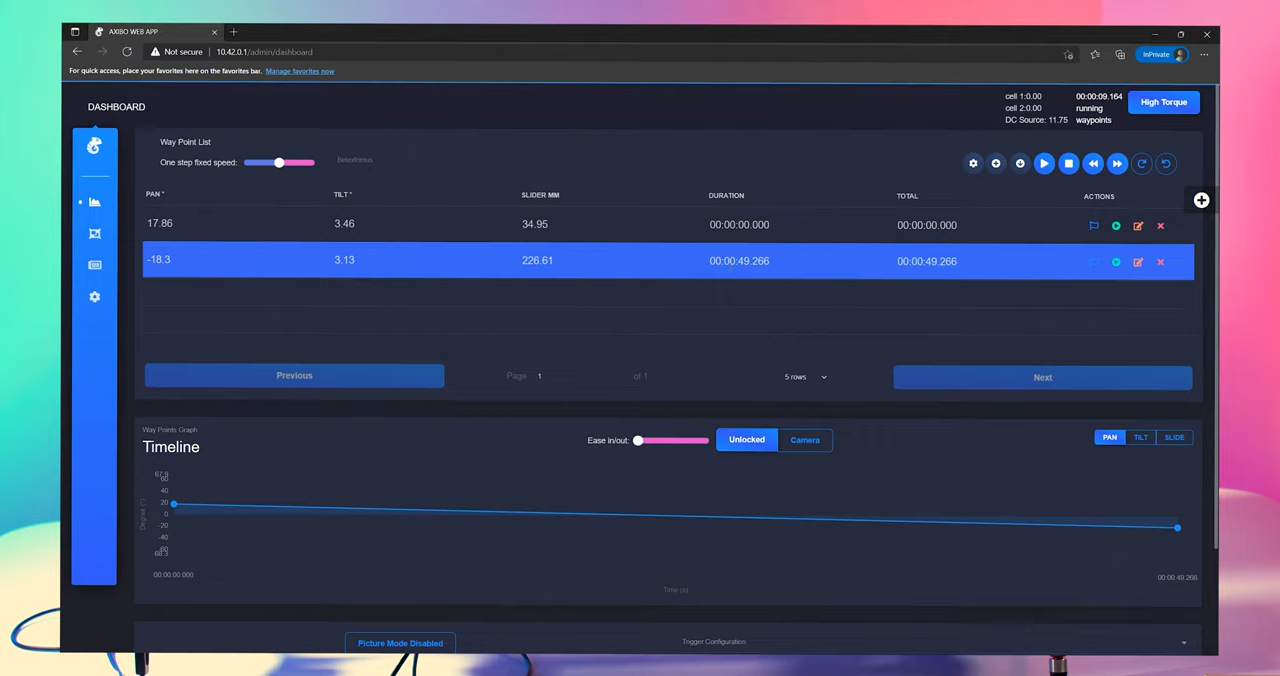 AXIBO WEB APP
Not secure | 10.42.0.1/admin/dashboard
InPrivate
For quick access, place your favorites here on the favorites bar. Manage favorites now
DASHBOARD
cell 1:0.00
cell 2:0.00
DC Source: 11.75
00:00:09.164
running
waypoints
High Torque
Way Point List
One step fixed speed:
PAN ° TILT ° SLIDER MM DURATION TOTAL ACTIONS
17.86 3.46 34.95 00:00:00.000 00:00:00.000
-18.3 3.13 226.61 00:00:49.266 00:00:49.266
Previous Page 1 of 1 5 rows Next
Way Points Graph
Timeline
Ease in/out: Unlocked Camera
PAN TILT SLIDE
67.9
60
40
20
0
-20
-40
-60
-68.3
Degree (°)
00:00:00.000
00:00:49.266
Time (s)
Picture Mode Disabled
Trigger Configuration